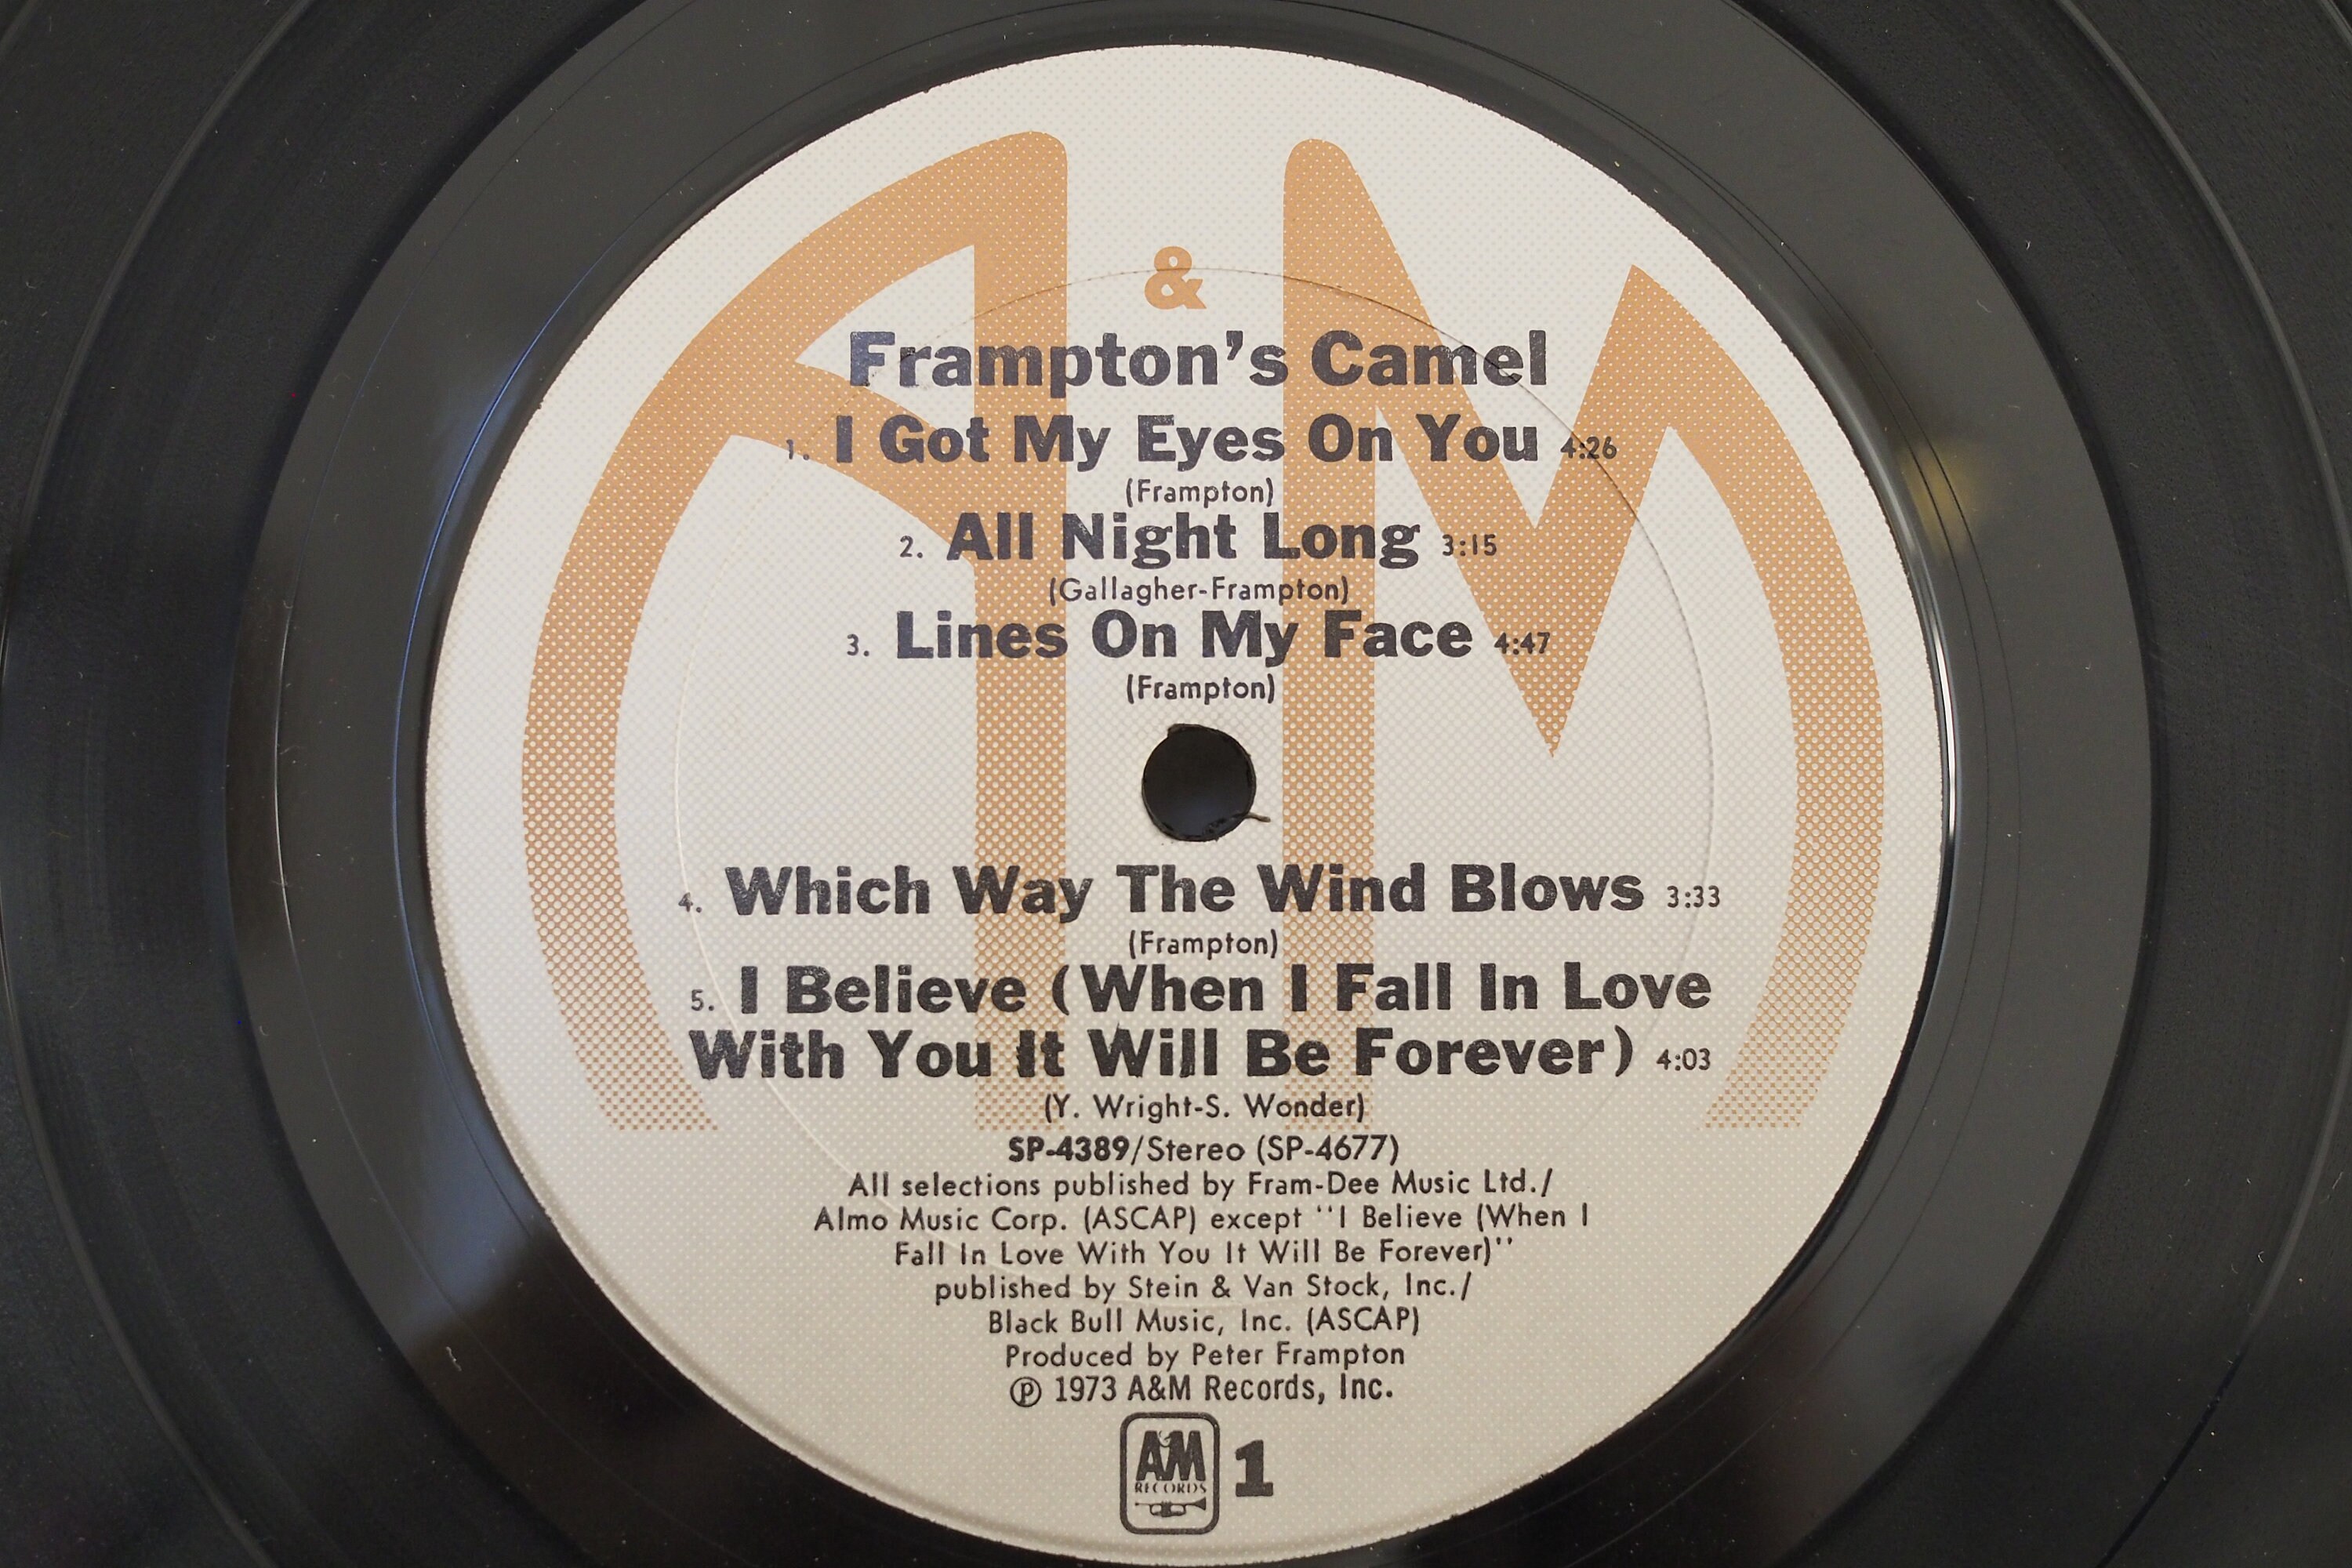 A & M
Frampton's Camel
1. I Got My Eyes On You 4:26
(Frampton)
2. All Night Long 3:15
(Gallagher-Frampton)
3. Lines On My Face 4:47
(Frampton)
4. Which Way The Wind Blows 3:33
(Frampton)
5. I Believe (When I Fall In Love
With You It Will Be Forever) 4:03
(Y. Wright-S. Wonder)
SP-4389/Stereo (SP-4677)
All selections published by Fram-Dee Music Ltd./
Almo Music Corp. (ASCAP) except "I Believe (When I
Fall In Love With You It Will Be Forever)"
published by Stein & Van Stock, Inc./
Black Bull Music, Inc. (ASCAP)
Produced by Peter Frampton
℗ 1973 A&M Records, Inc.
A&M
RECORDS
1